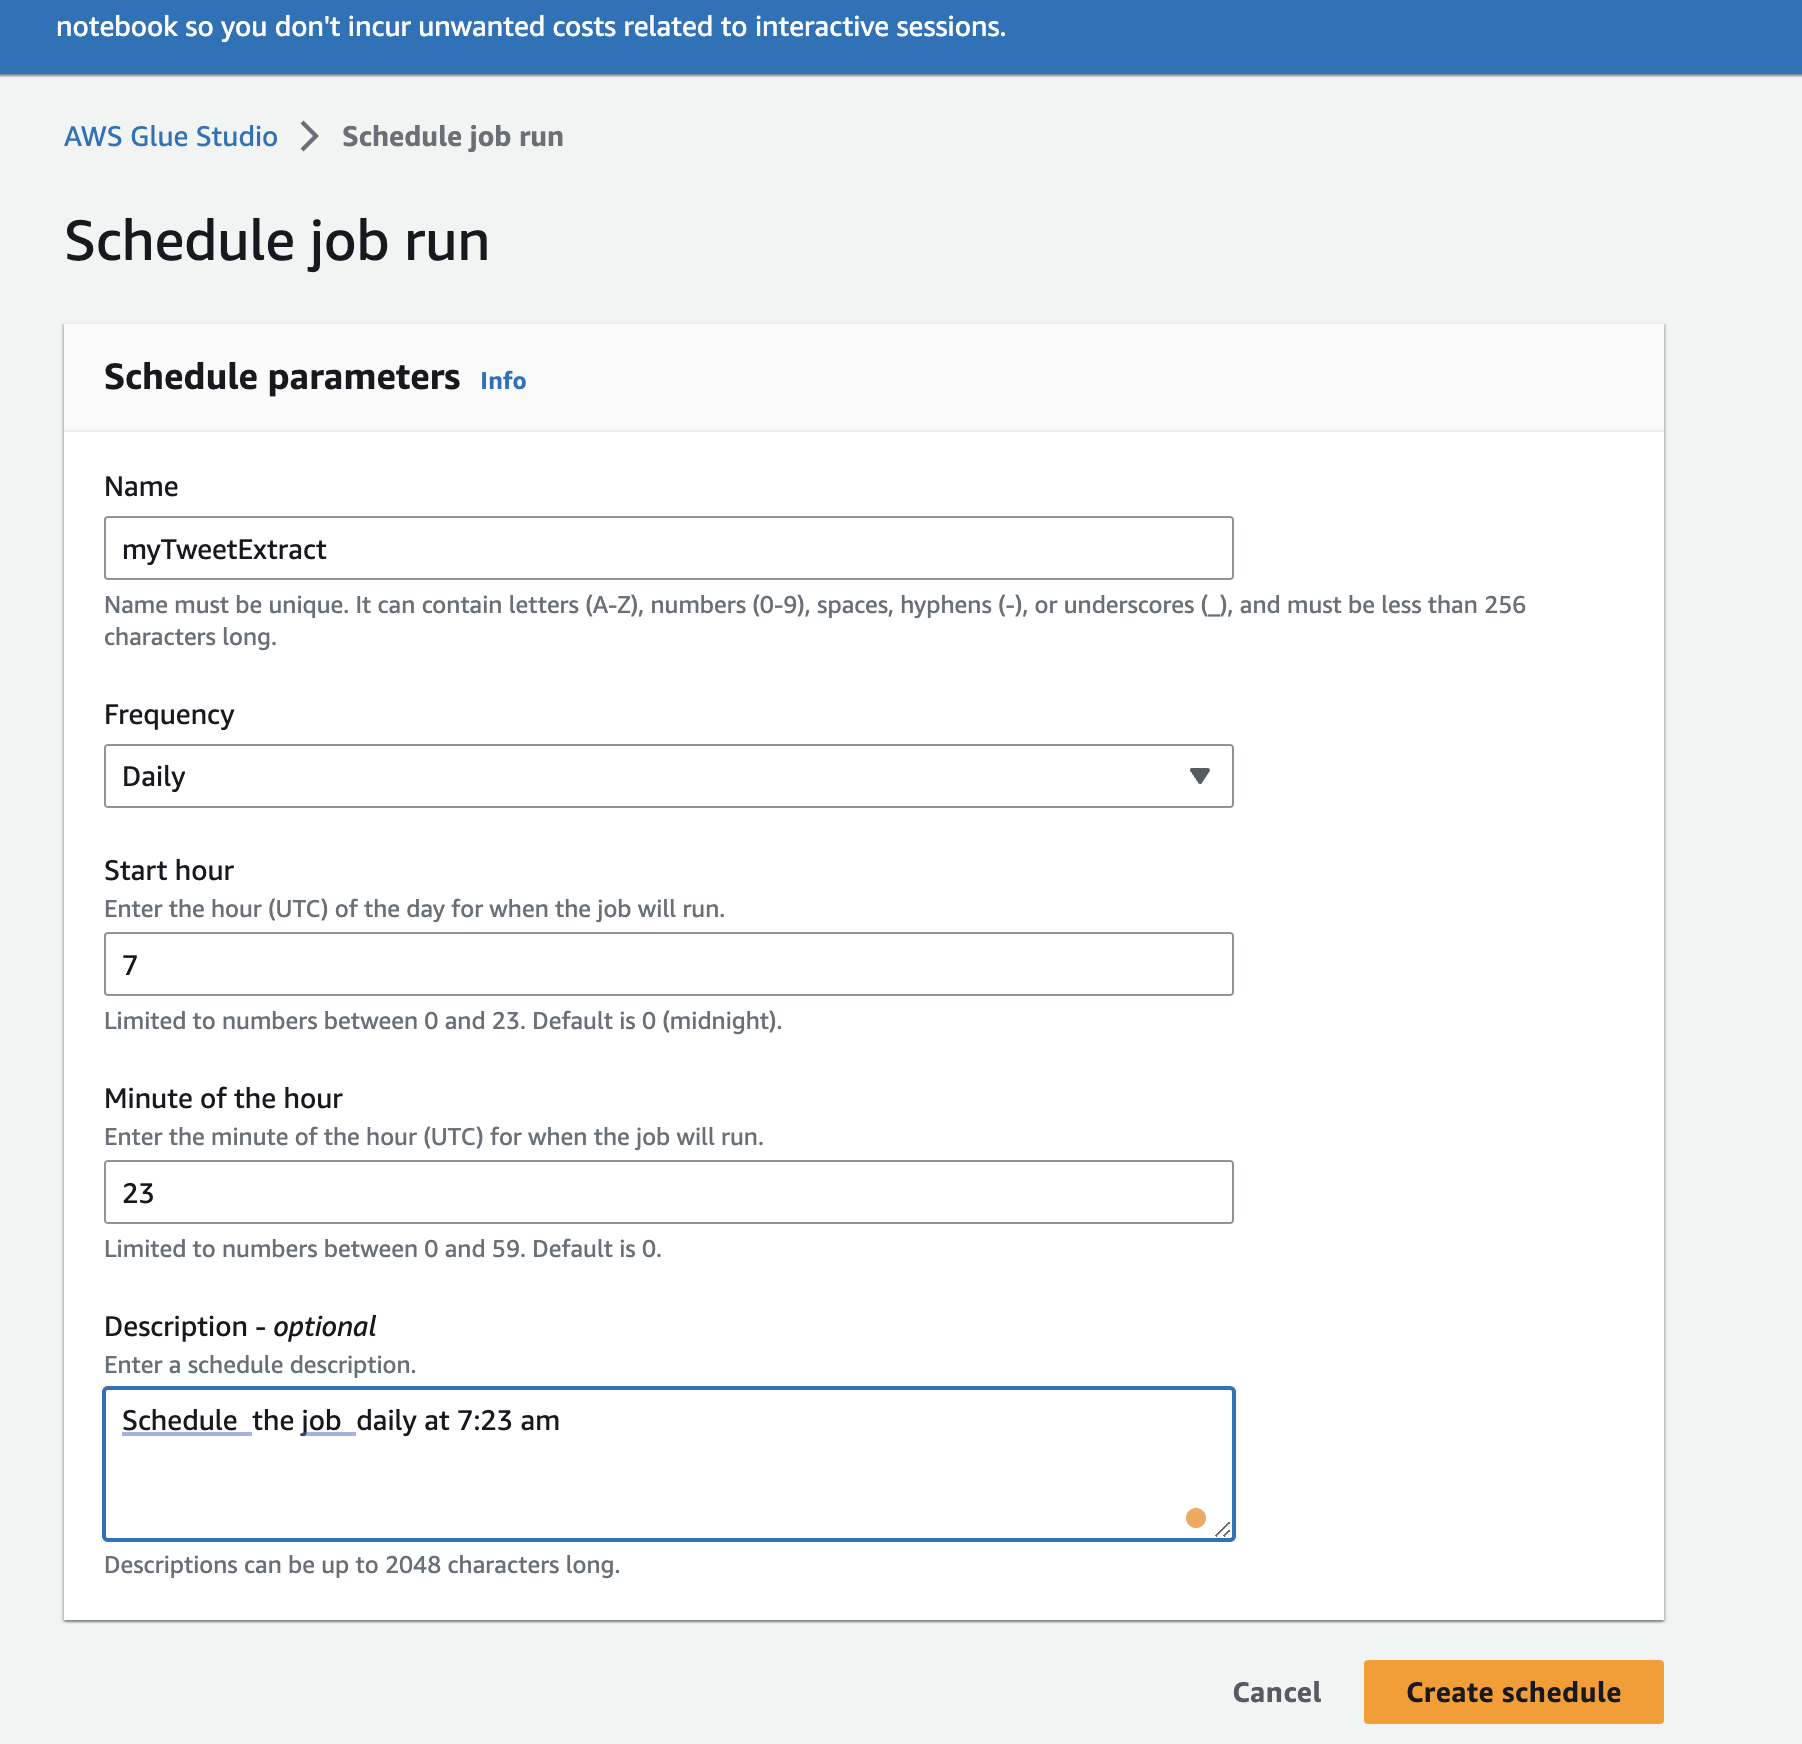 notebook so you don't incur unwanted costs related to interactive sessions.
AWS Glue Studio > Schedule job run
Schedule job run
Schedule parameters Info
Name
myTweetExtract
Name must be unique. It can contain letters (A-Z), numbers (0-9), spaces, hyphens (-), or underscores (_), and must be less than 256
characters long.
Frequency
Daily
Start hour
Enter the hour (UTC) of the day for when the job will run.
7
Limited to numbers between 0 and 23. Default is 0 (midnight).
Minute of the hour
Enter the minute of the hour (UTC) for when the job will run.
23
Limited to numbers between 0 and 59. Default is 0.
Description - optional
Enter a schedule description.
Schedule  the job  daily at 7:23 am
Descriptions can be up to 2048 characters long.
Cancel Create schedule